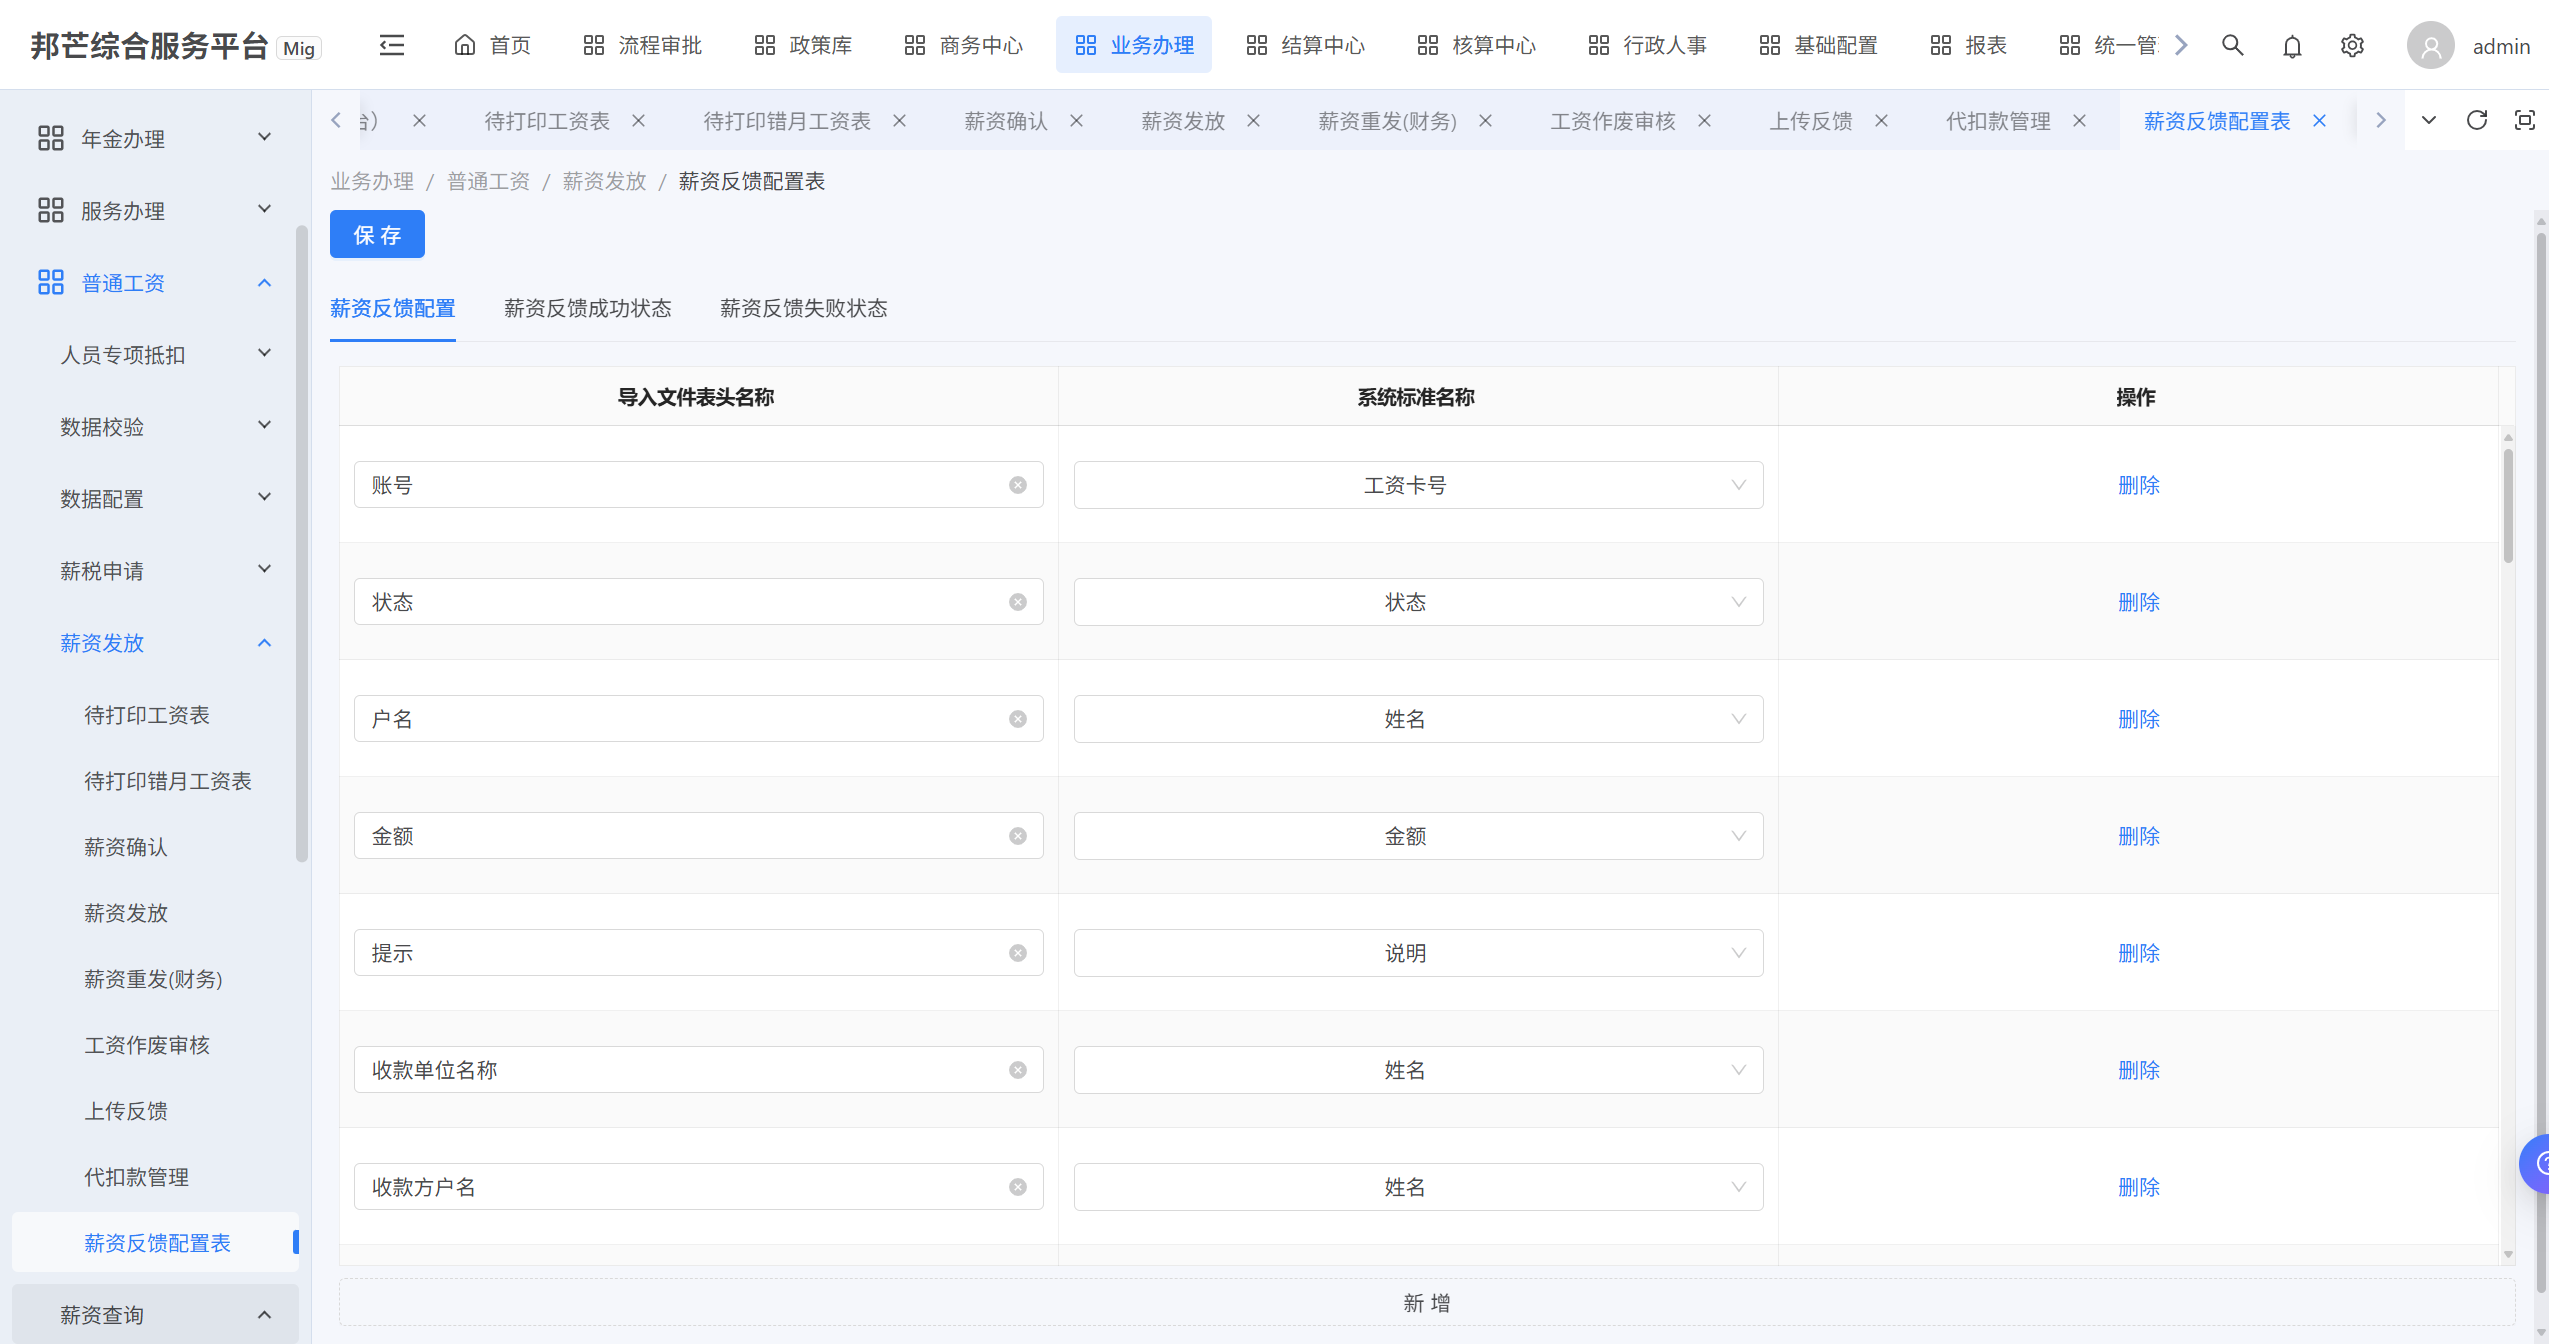 邦芒综合服务平台 Mig
首页 流程审批 政策库 商务中心 业务办理 结算中心 核算中心 行政人事 基础配置 报表 统一管 admin
年金办理
服务办理
普通工资
人员专项抵扣
数据校验
数据配置
薪税申请
薪资发放
待打印工资表
待打印错月工资表
薪资确认
薪资发放
薪资重发(财务)
工资作废审核
上传反馈
代扣款管理
薪资反馈配置表
薪资查询
台） 待打印工资表 待打印错月工资表 薪资确认 薪资发放 薪资重发(财务) 工资作废审核 上传反馈 代扣款管理 薪资反馈配置表
业务办理 / 普通工资 / 薪资发放 / 薪资反馈配置表
保 存
薪资反馈配置 薪资反馈成功状态 薪资反馈失败状态
导入文件表头名称 系统标准名称 操作
账号 工资卡号 删除
状态 状态 删除
户名 姓名 删除
金额 金额 删除
提示 说明 删除
收款单位名称 姓名 删除
收款方户名 姓名 删除
新 增